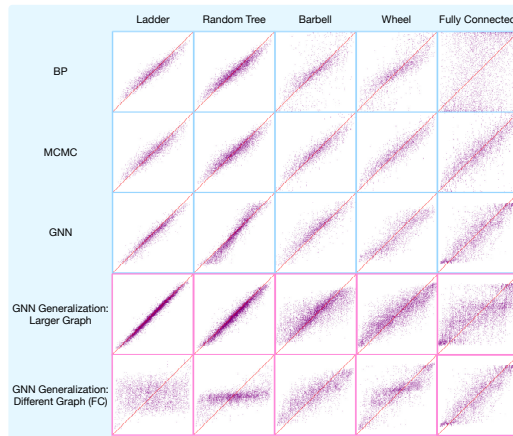 Ladder Random Tree Barbell Wheel Fully Connected
BP
MCMC
GNN
GNN Generalization:
Larger Graph
GNN Generalization:
Different Graph (FC)